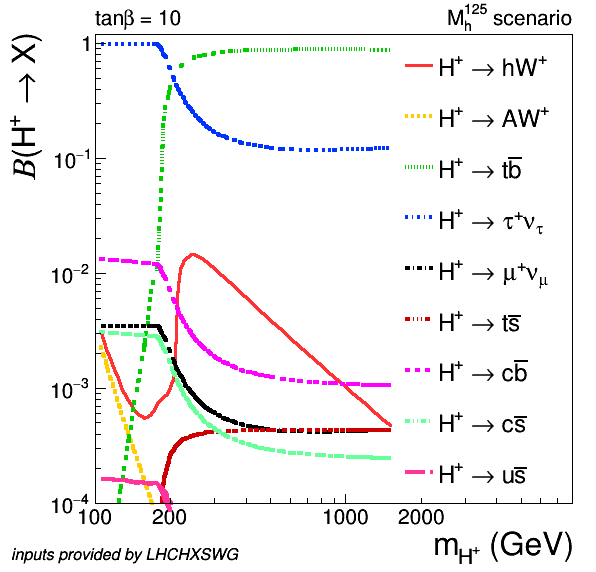 tanβ = 10
M_h^125 scenario
B(H⁺ → X)
1
10⁻¹
10⁻²
10⁻³
10⁻⁴
H⁺ → hW⁺
H⁺ → AW⁺
H⁺ → tb̅
H⁺ → τ⁺ν_τ
H⁺ → μ⁺ν_μ
H⁺ → ts̅
H⁺ → cb̅
H⁺ → cs̅
H⁺ → us̅
100 200 1000 2000
m_H⁺ (GeV)
inputs provided by LHCHXSWG